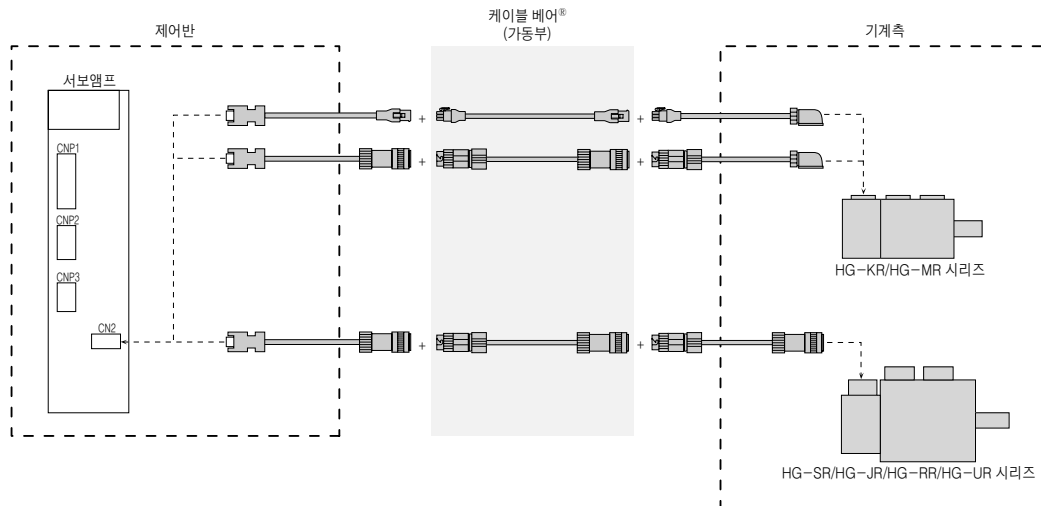 제어반
케이블 베어®
(가동부)
기계측
서보앰프
CNP1
CNP2
CNP3
CN2
+
+
+
+
+
+
HG-KR/HG-MR 시리즈
HG-SR/HG-JR/HG-RR/HG-UR 시리즈